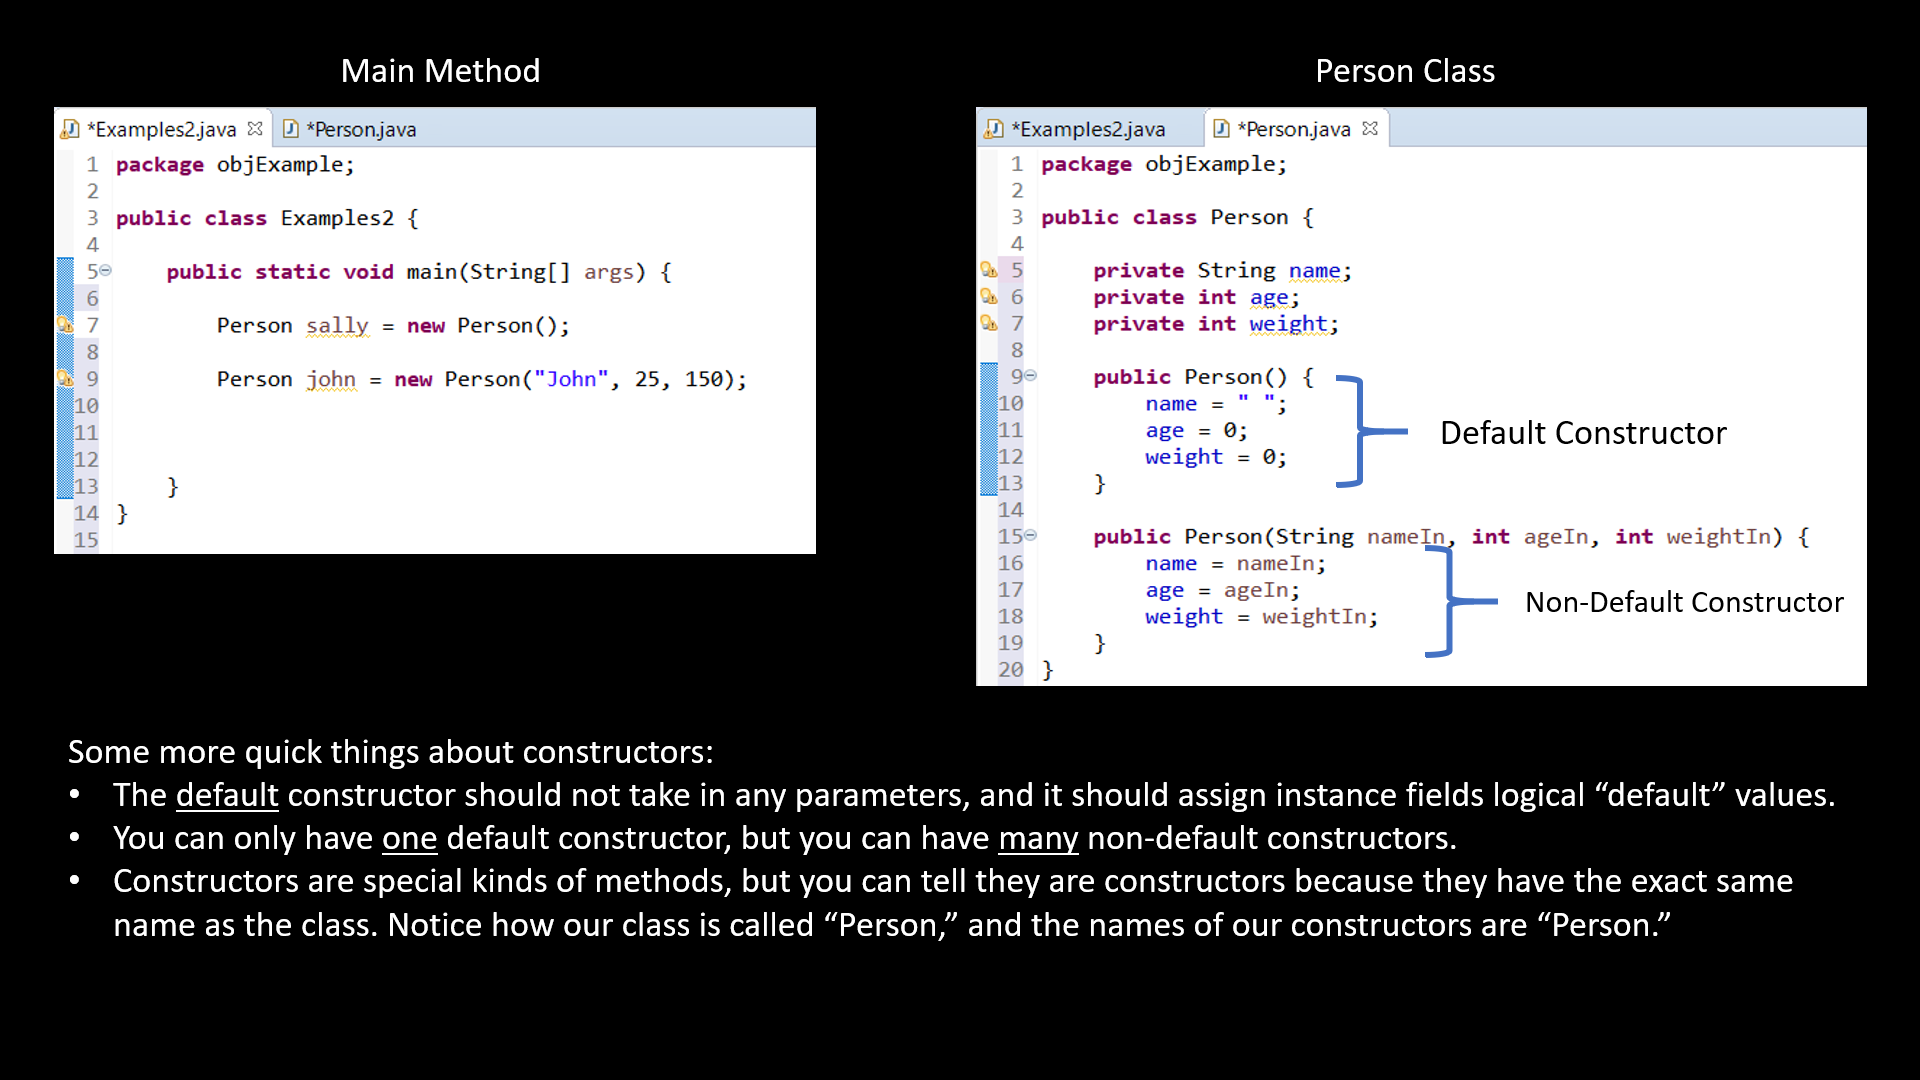 Main Method
*Examples2.java *Person.java
1 package objExample;
2
3 public class Examples2 {
4
5 public static void main(String[] args) {
6
7 Person sally = new Person();
8
9 Person john = new Person("John", 25, 150);
10
11
12
13 }
14 }
15
Person Class
*Examples2.java *Person.java
1 package objExample;
2
3 public class Person {
4
5 private String name;
6 private int age;
7 private int weight;
8
9 public Person() {
10 name = " ";
11 age = 0;
12 weight = 0;
13 }
14
15 public Person(String nameIn, int ageIn, int weightIn) {
16 name = nameIn;
17 age = ageIn;
18 weight = weightIn;
19 }
20 }
Default Constructor
Non-Default Constructor
Some more quick things about constructors:
• The default constructor should not take in any parameters, and it should assign instance fields logical “default” values.
• You can only have one default constructor, but you can have many non-default constructors.
• Constructors are special kinds of methods, but you can tell they are constructors because they have the exact same
name as the class. Notice how our class is called “Person,” and the names of our constructors are “Person.”